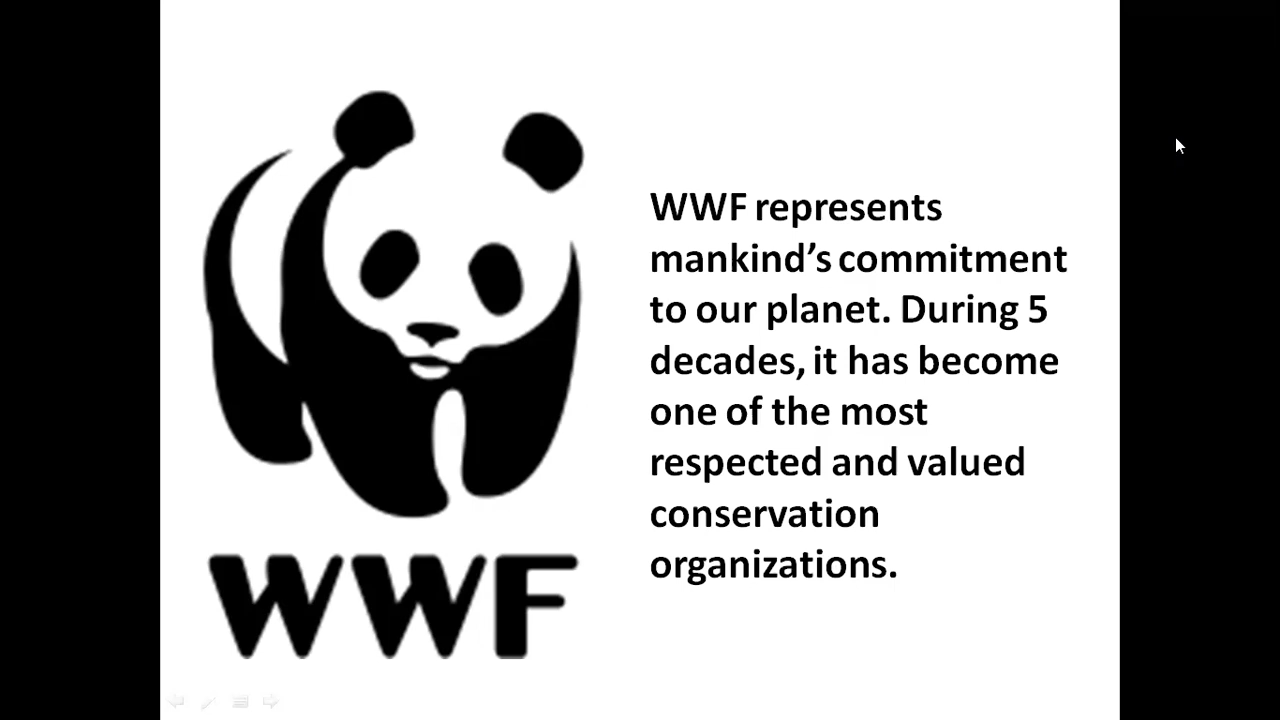 WWF represents
mankind’s commitment
to our planet. During 5
decades, it has become
one of the most
respected and valued
conservation
organizations.
WWF